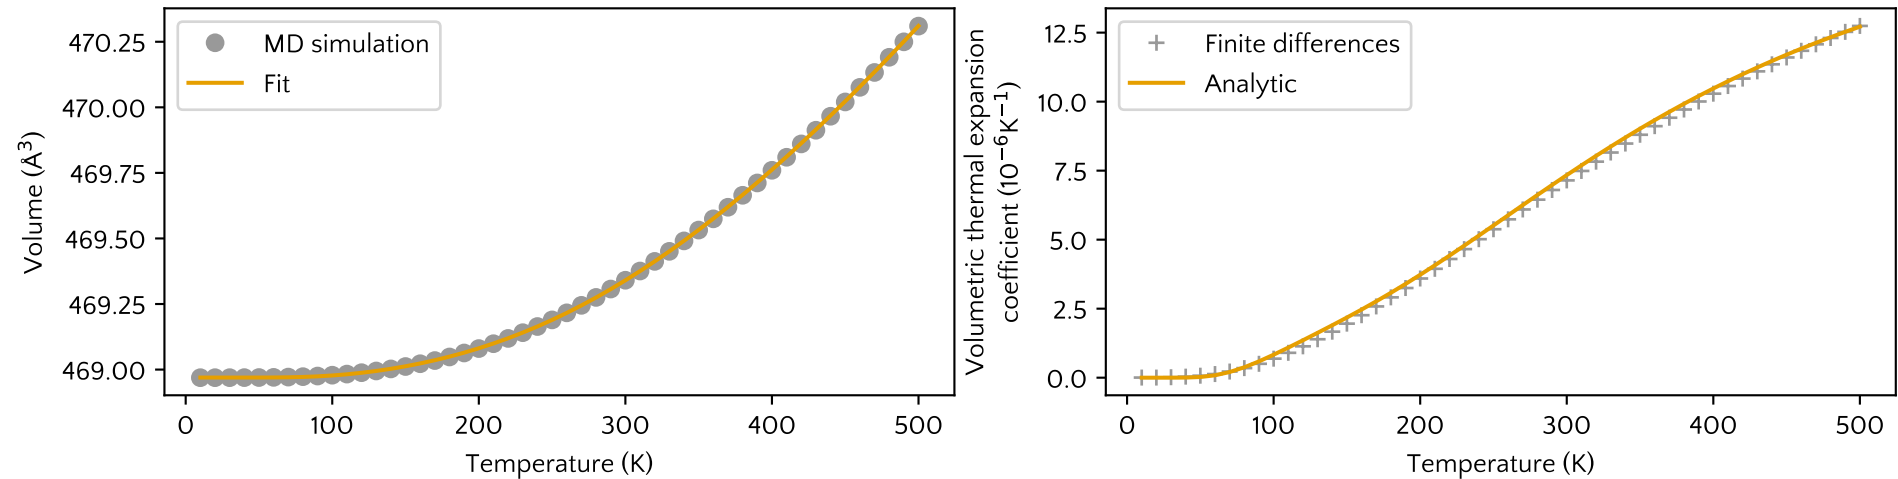 MD simulation
Fit
Volume (Å³)
470.25
470.00
469.75
469.50
469.25
469.00
0 100 200 300 400 500
Temperature (K)
Finite differences
Analytic
Volumetric thermal expansion
coefficient (10⁻⁶K⁻¹)
12.5
10.0
7.5
5.0
2.5
0.0
0 100 200 300 400 500
Temperature (K)